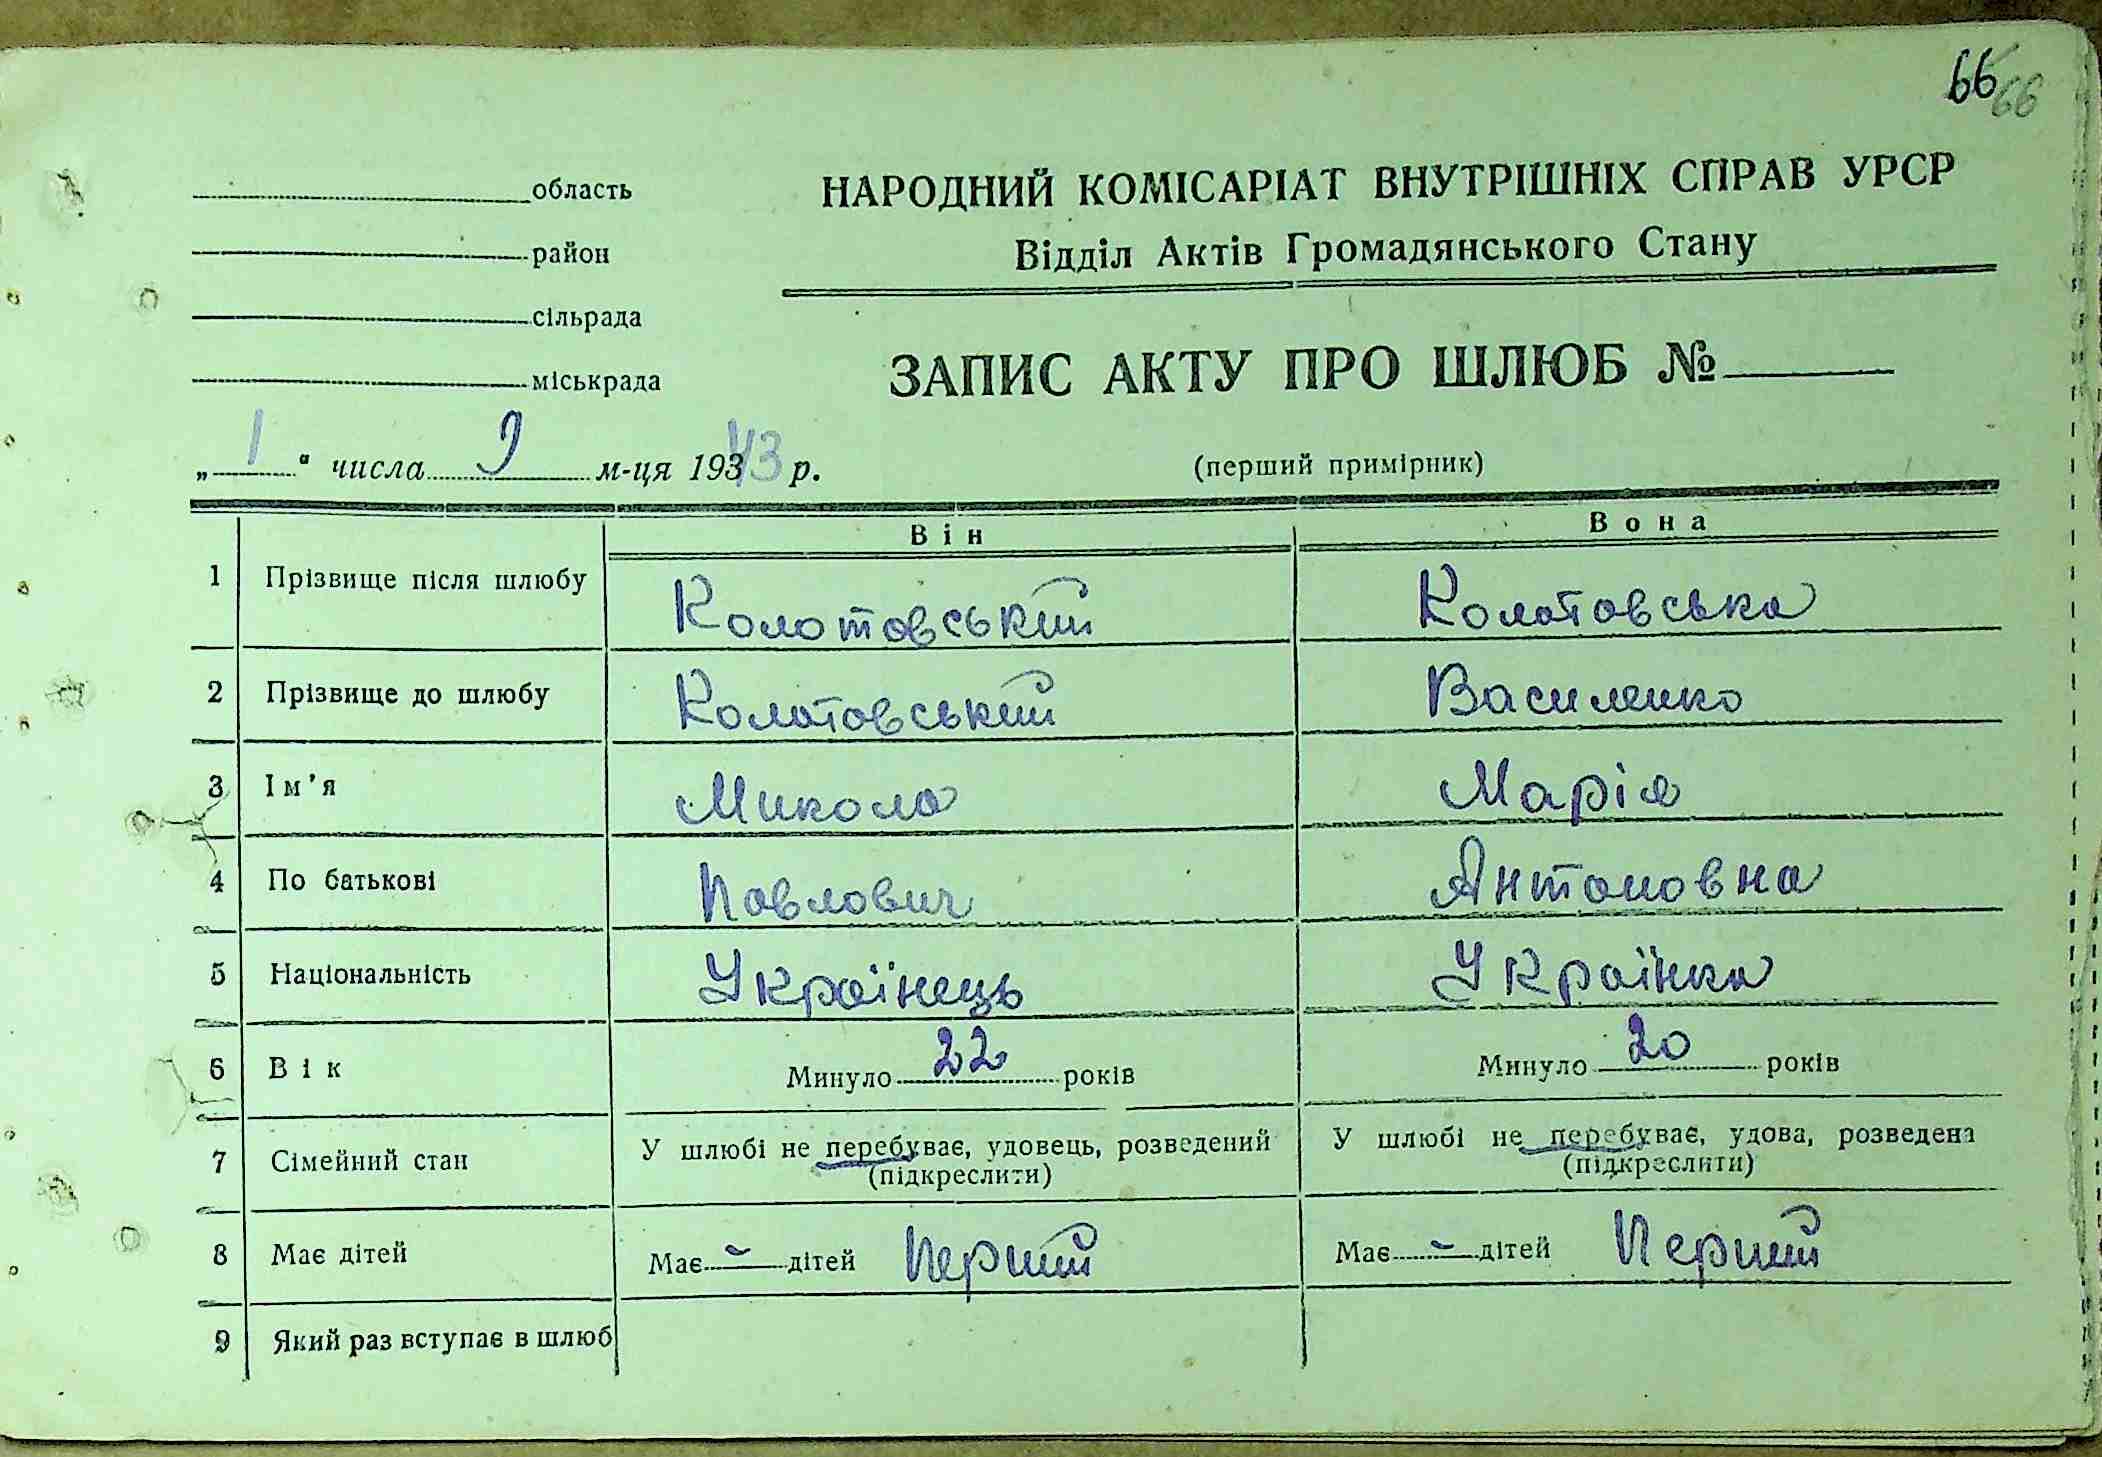 66 66
область
район
сільрада
міськрада
НАРОДНИЙ КОМІСАРІАТ ВНУТРІШНІХ СПРАВ УРСР
Відділ Актів Громадянського Стану
ЗАПИС АКТУ ПРО ШЛЮБ №
(перший примірник)
„ 1 “ числа 9 м-ця 1943 р.
Він Вона
1 Прізвище після шлюбу Колотовський Колотовська
2 Прізвище до шлюбу Колотовський Василенко
3 Ім'я Микола Марія
4 По батькові Павлович Антоновна
5 Національність Українець Українка
6 Вік Минуло 22 років Минуло 20 років
7 Сімейний стан У шлюбі не перебуває, удовець, розведений (підкреслити) У шлюбі не перебуває, удова, розведена (підкреслити)
8 Має дітей Має - дітей Перший Має - дітей Перший
9 Який раз вступає в шлюб